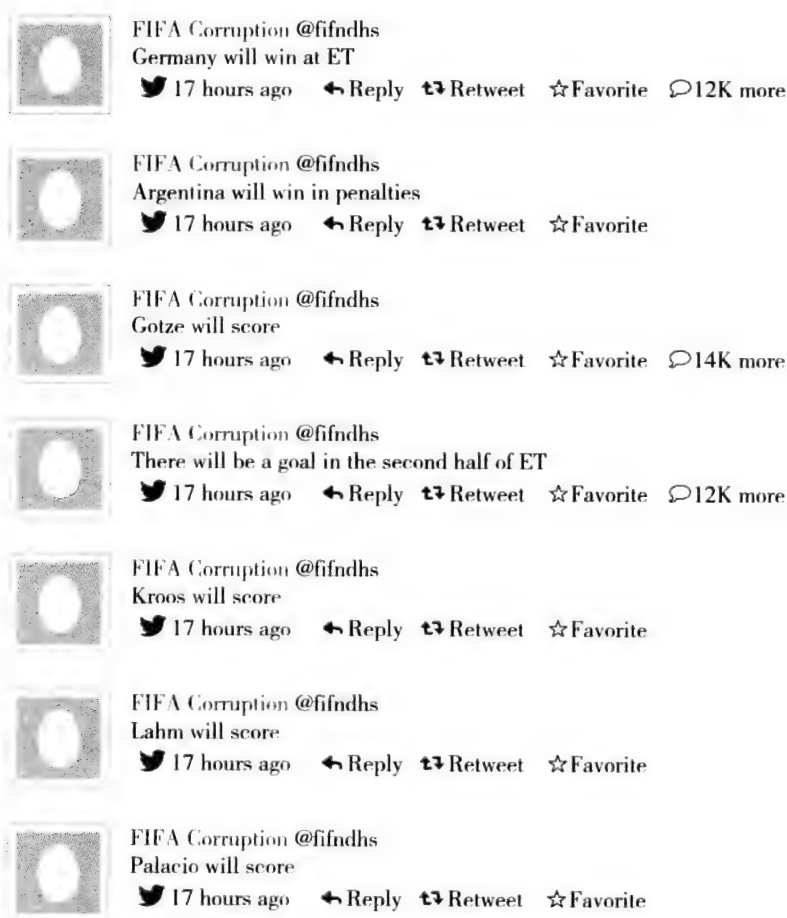 FIFA Corruption @fifndhs
Germany will win at ET
17 hours ago Reply Retweet Favorite 12K more
FIFA Corruption @fifndhs
Argentina will win in penalties
17 hours ago Reply Retweet Favorite
FIFA Corruption @fifndhs
Gotze will score
17 hours ago Reply Retweet Favorite 14K more
FIFA Corruption @fifndhs
There will be a goal in the second half of ET
17 hours ago Reply Retweet Favorite 12K more
FIFA Corruption @fifndhs
Kroos will score
17 hours ago Reply Retweet Favorite
FIFA Corruption @fifndhs
Lahm will score
17 hours ago Reply Retweet Favorite
FIFA Corruption @fifndhs
Palacio will score
17 hours ago Reply Retweet Favorite